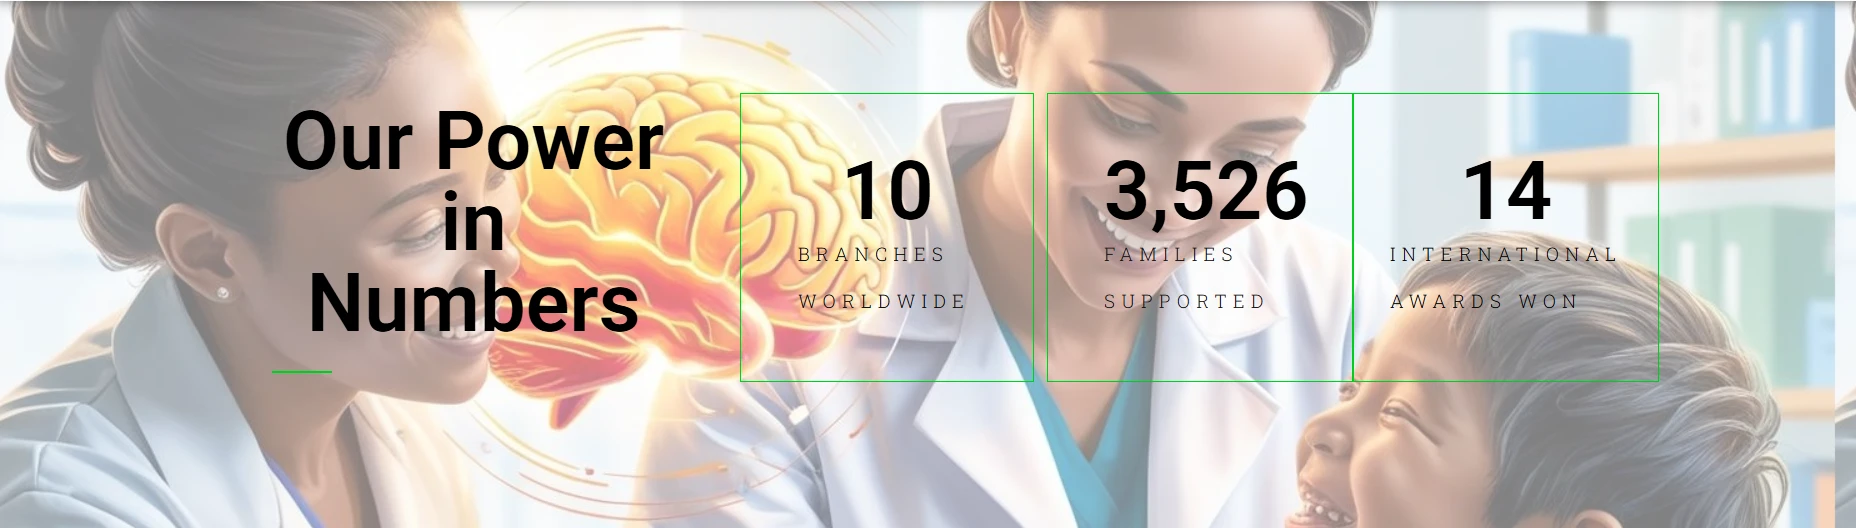 Our Power
in
Numbers
10
BRANCHES
WORLDWIDE
3,526
FAMILIES
SUPPORTED
14
INTERNATIONAL
AWARDS WON